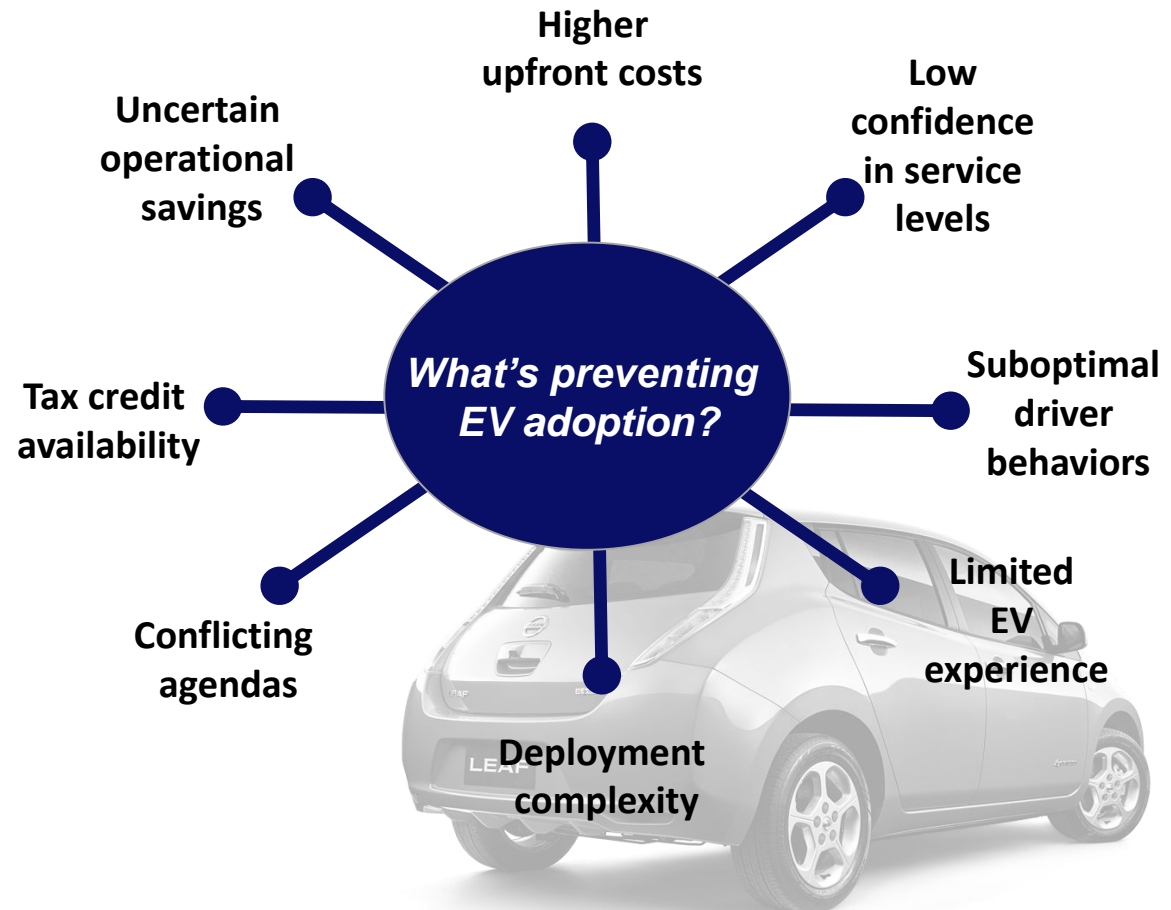 What's preventing
EV adoption?
Higher
upfront costs
Low
confidence
in service
levels
Suboptimal
driver
behaviors
Limited
EV
experience
Deployment
complexity
Conflicting
agendas
Tax credit
availability
Uncertain
operational
savings
LEAF